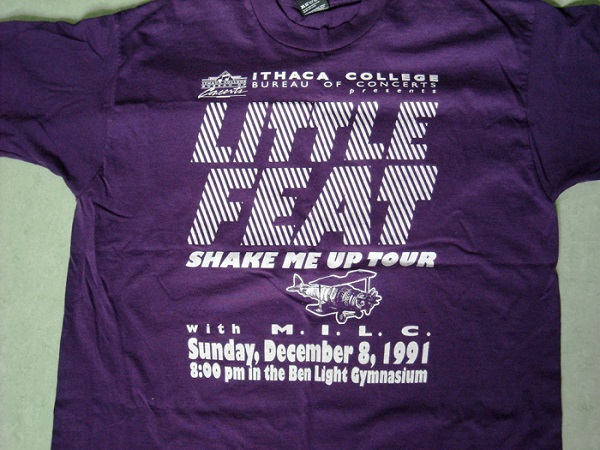 ITHACA COLLEGE
BUREAU OF CONCERTS
presents
Concerts
LITTLE
FEAT
SHAKE ME UP TOUR
with M. I. L. C.
Sunday, December 8, 1991
8:00 pm in the Ben Light Gymnasium